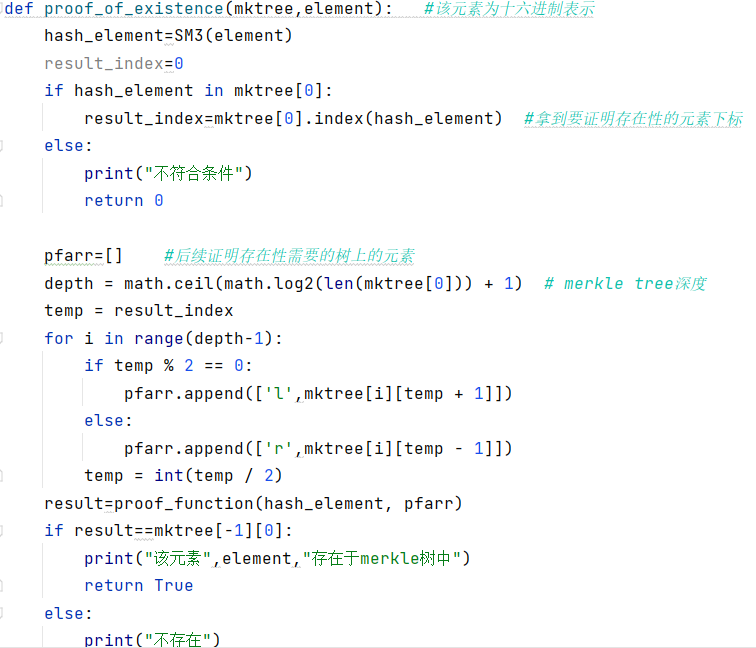 def proof_of_existence(mktree,element):   #该元素为十六进制表示
    hash_element=SM3(element)
    result_index=0
    if hash_element in mktree[0]:
        result_index=mktree[0].index(hash_element)  #拿到要证明存在性的元素下标
    else:
        print("不符合条件")
        return 0

    pfarr=[]    #后续证明存在性需要的树上的元素
    depth = math.ceil(math.log2(len(mktree[0])) + 1)  # merkle tree深度
    temp = result_index
    for i in range(depth-1):
        if temp % 2 == 0:
            pfarr.append(['l',mktree[i][temp + 1]])
        else:
            pfarr.append(['r',mktree[i][temp - 1]])
        temp = int(temp / 2)
    result=proof_function(hash_element, pfarr)
    if result==mktree[-1][0]:
        print("该元素",element,"存在于merkle树中")
        return True
    else:
        print("不存在")